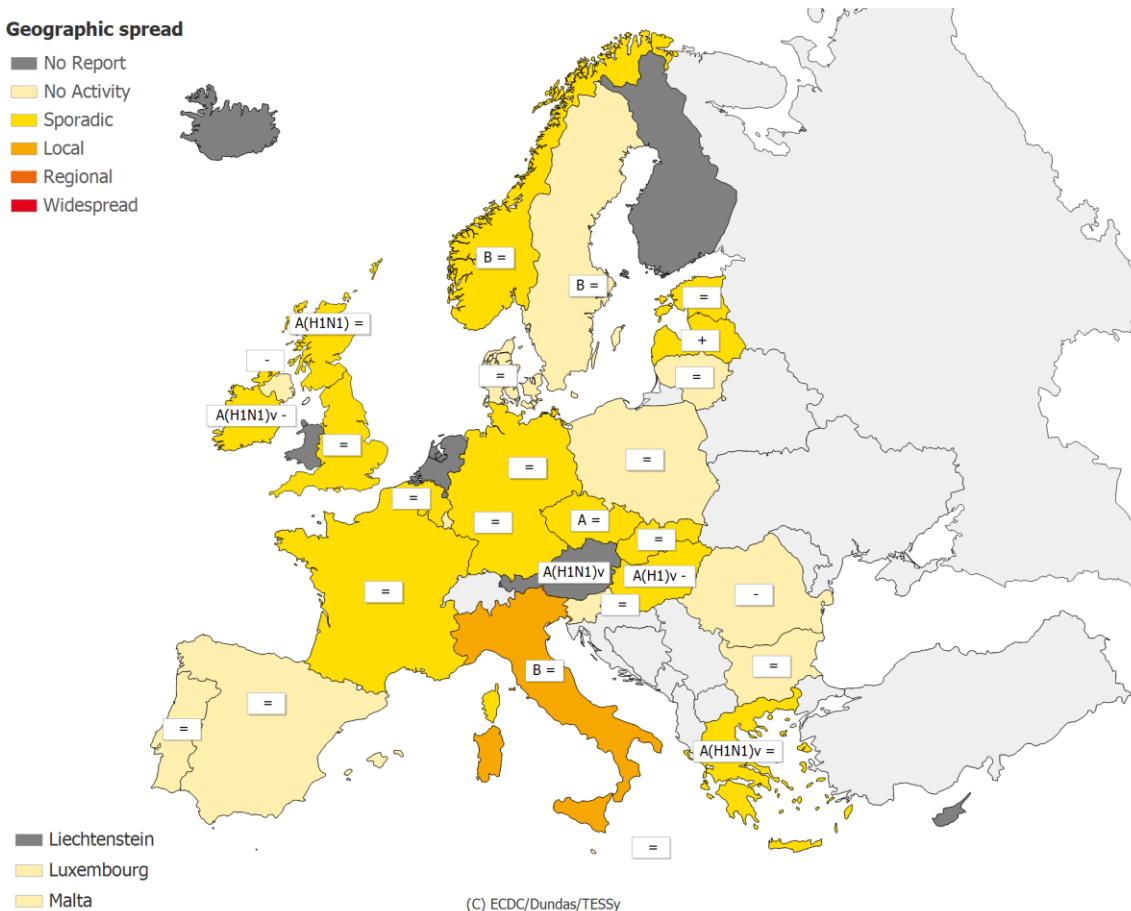 Geographic spread
No Report
No Activity
Sporadic
Local
Regional
Widespread
B =
B =
=
A(H1N1) =
+
-
=
=
A(H1N1)v -
=
=
=
=
=
A =
=
A(H1N1)v
A(H1)v -
=
=
-
B =
=
=
=
A(H1N1)v =
=
Liechtenstein
Luxembourg
Malta
(C) ECDC/Dundas/TESSy